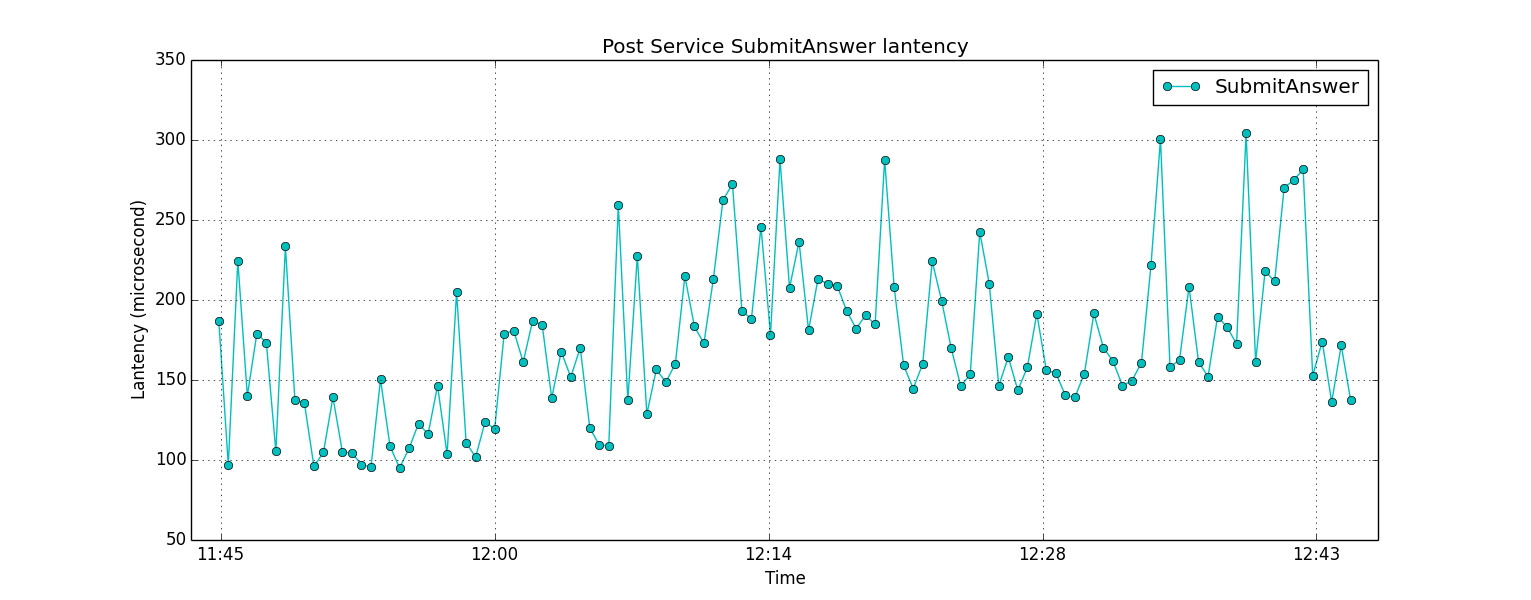 Post Service SubmitAnswer lantency
350
300
250
200
150
100
50
Lantency (microsecond)
SubmitAnswer
11:45 12:00 12:14 12:28 12:43
Time